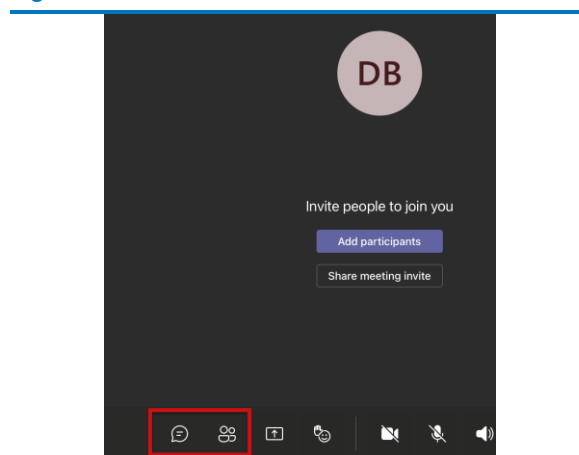 DB
Invite people to join you
Add participants
Share meeting invite